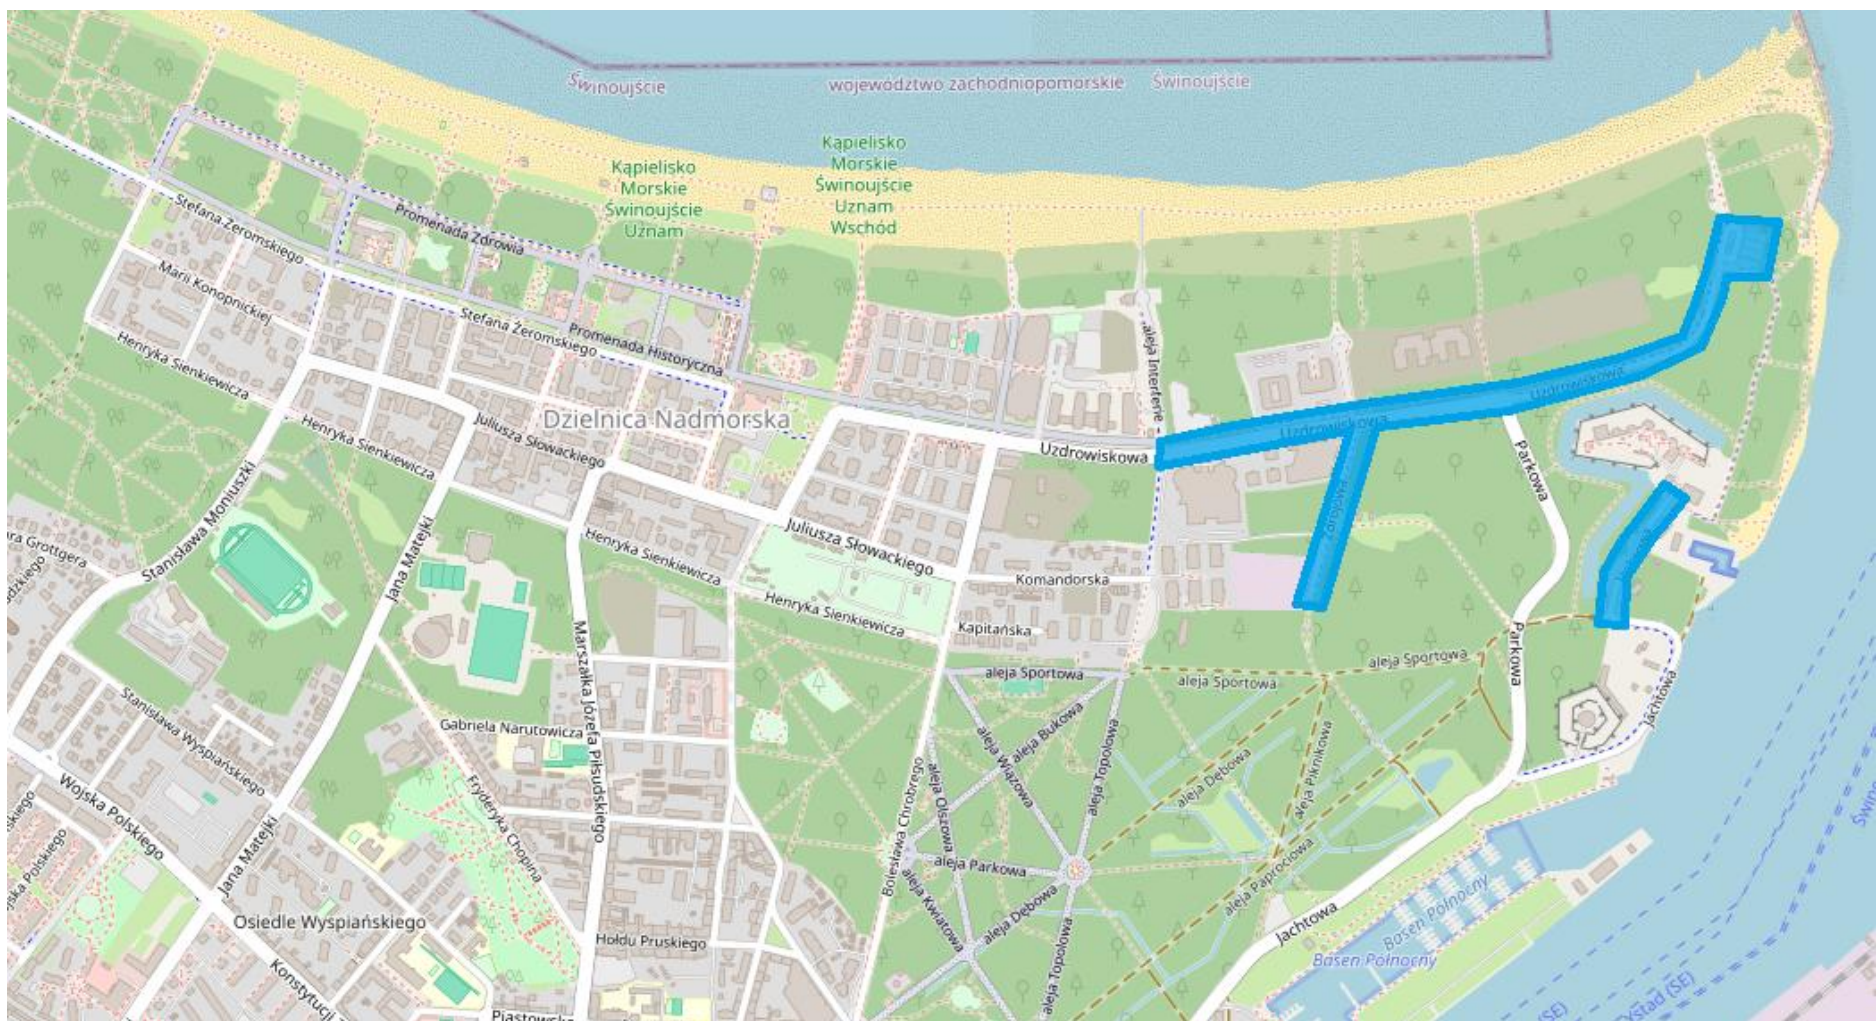 Świnoujście
województwo zachodniopomorskie
Świnoujście
Kąpielisko
Morskie
Świnoujście
Uznam
Wschód
Kąpielisko
Morskie
Świnoujście
Uznam
Promenada Zdrowia
Stefana Żeromskiego
Marii Konopnickiej
Stefana Żeromskiego
Promenada Historyczna
Henryka Sienkiewicza
aleja Interferie
Uzdrowiskowa
Dzielnica Nadmorska
Uzdrowiskowa
Juliusza Słowackiego
Henryka Sienkiewicza
Uzdrowiskowa
Parkowa
Stanisława Moniuszki
Jana Matejki
Zdrojowa
Juliusza Słowackiego
Henryka Sienkiewicza
Komandorska
Henryka Sienkiewicza
Kapitańska
ara Grottgera
Marszałka Józefa Piłsudskiego
Parkowa
aleja Sportowa
aleja Sportowa
aleja Sportowa
Jachtowa
Stanisława Wyspiańskiego
Gabriela Narutowicza
aleja Bukowa
aleja Wiązowa
aleja Topolowa
aleja Dębowa
aleja Piknikowa
Wojska Polskiego
Fryderyka Chopina
Bolesława Chrobrego
aleja Olszowa
Jana Matejki
aleja Parkowa
aleja Kwiatowa
aleja Dębowa
aleja Paprociowa
Jachtowa
Osiedle Wyspiańskiego
Hołdu Pruskiego
aleja Topolowa
Basen Północny
Basen Północny
Konstytucji
Piastowsk
ystad (SE)
(SE)